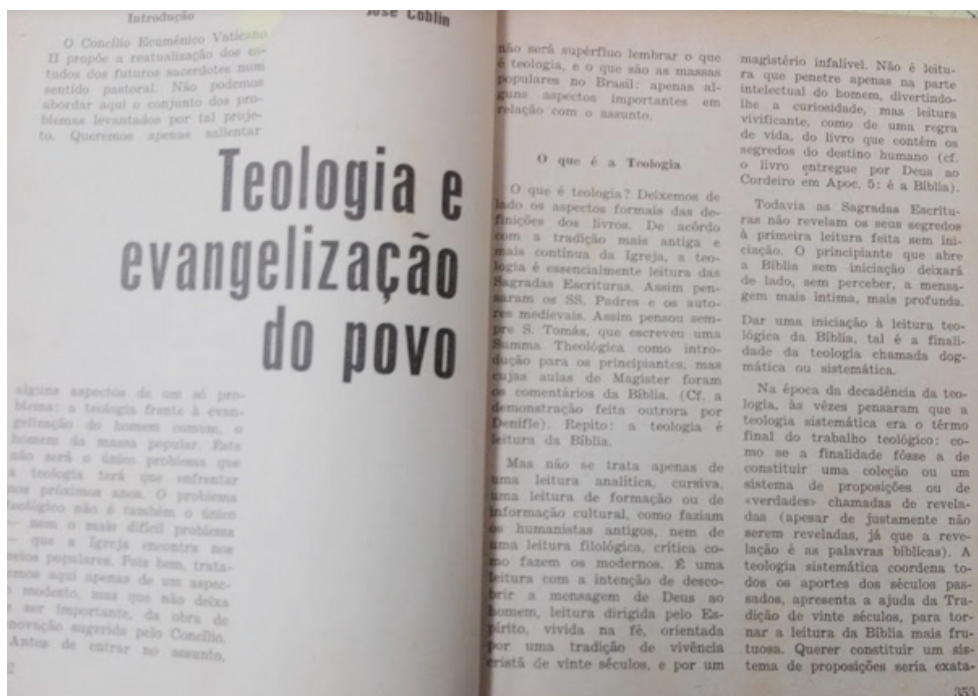 José Coblin
Introdução
O Concílio Ecumênico Vaticano
II propõe a reatualização dos es-
tudos dos futuros sacerdotes num
sentido pastoral. Não podemos
abordar aqui o conjunto dos pro-
blemas levantados por tal proje-
to. Queremos apenas salientar
Teologia e
evangelização
do povo
alguns aspectos de um só pro-
blema: a teologia frente à evan-
gelização do homem comum, o
homem da massa popular. Este
não será o único problema que
a teologia terá que enfrentar
nos próximos anos. O problema
teológico não é também o único
— nem o mais difícil problema
— que a Igreja encontra nos
meios populares. Pois bem, trata-
remos aqui apenas de um aspec-
modesto, mas que não deixa
ser importante, da obra de
novação sugerida pelo Concílio.
Antes de entrar no assunto,
2
não será supérfluo lembrar o que
é teologia, e o que são as massas
populares no Brasil: apenas al-
guns aspectos importantes em
relação com o assunto.
O que é a Teologia
O que é teologia? Deixemos de
lado os aspectos formais das de-
finições dos livros. De acôrdo
com a tradição mais antiga e
mais contínua da Igreja, a teo-
logia é essencialmente leitura das
Sagradas Escrituras. Assim pen-
saram os SS. Padres e os auto-
res medievais. Assim pensou sem-
pre S. Tomás, que escreveu uma
Summa Theológica como intro-
dução para os principiantes, mas
cujas aulas de Magister foram
os comentários da Bíblia. (Cf. a
demonstração feita outrora por
Denifle). Repito: a teologia é
leitura da Bíblia.
Mas não se trata apenas de
uma leitura analítica, cursiva,
uma leitura de formação ou de
informação cultural, como faziam
os humanistas antigos, nem de
uma leitura filológica, crítica co-
mo fazem os modernos. É uma
leitura com a intenção de desco-
brir a mensagem de Deus ao
homem, leitura dirigida pelo Es-
pírito, vivida na fé, orientada
por uma tradição de vivência
cristã de vinte séculos, e por um
magistério infalível. Não é leitu-
ra que penetre apenas na parte
intelectual do homem, divertindo-
lhe a curiosidade, mas leitura
vivificante, como de uma regra
de vida, do livro que contém os
segredos do destino humano (cf.
o livro entregue por Deus ao
Cordeiro em Apoc. 5: é a Bíblia).
Todavia as Sagradas Escritu-
ras não revelam os seus segredos
à primeira leitura feita sem ini-
ciação. O principiante que abre
a Bíblia sem iniciação deixará
de lado, sem perceber, a mensa-
gem mais íntima, mais profunda.
Dar uma iniciação à leitura teo-
lógica da Bíblia, tal é a finali-
dade da teologia chamada dog-
mática ou sistemática.
Na época da decadência da teo-
logia, às vêzes pensaram que a
teologia sistemática era o têrmo
final do trabalho teológico: co-
mo se a finalidade fôsse a de
constituir uma coleção ou um
sistema de proposições ou de
«verdades» chamadas de revela-
das (apesar de justamente não
serem reveladas, já que a reve-
lação é as palavras bíblicas). A
teologia sistemática coordena to-
dos os aportes dos séculos pas-
sados, apresenta a ajuda da Tra-
dição de vinte séculos, para tor-
nar a leitura da Bíblia mais fru-
tuosa. Querer constituir um sis-
tema de proposições seria exata-
353